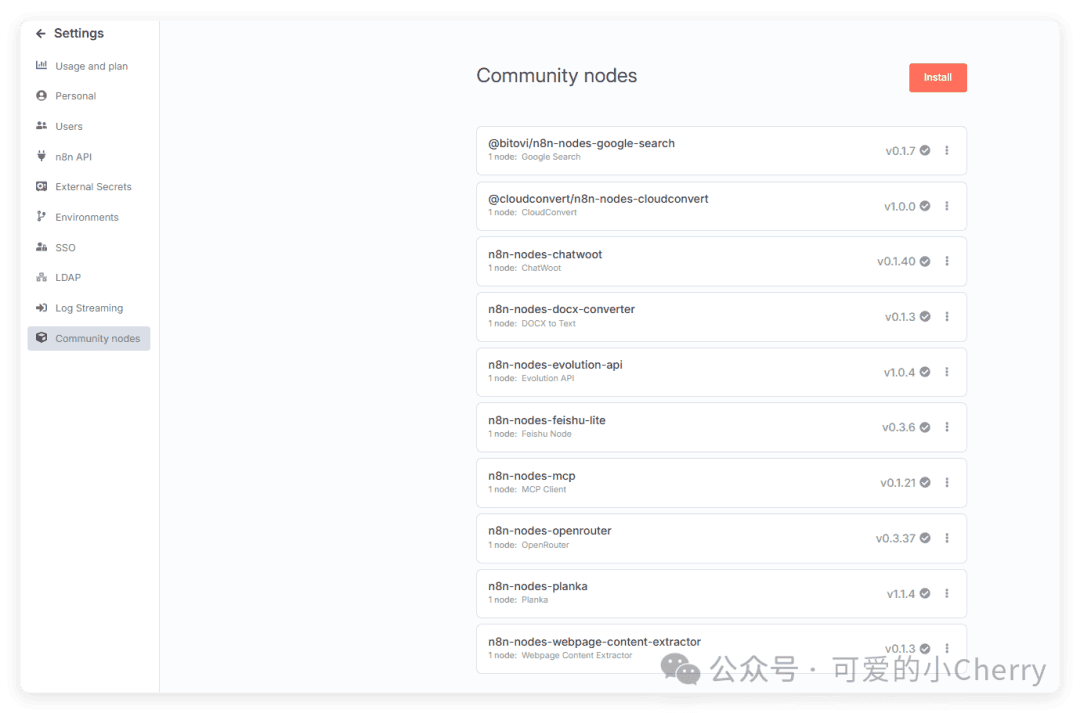 Settings
Usage and plan
Personal
Users
n8n API
External Secrets
Environments
SSO
LDAP
Log Streaming
Community nodes
Community nodes
Install
@bitovi/n8n-nodes-google-search
1 node: Google Search
v0.1.7
@cloudconvert/n8n-nodes-cloudconvert
1 node: CloudConvert
v1.0.0
n8n-nodes-chatwoot
1 node: ChatWoot
v0.1.40
n8n-nodes-docx-converter
1 node: DOCX to Text
v0.1.3
n8n-nodes-evolution-api
1 node: Evolution API
v1.0.4
n8n-nodes-feishu-lite
1 node: Feishu Node
v0.3.6
n8n-nodes-mcp
1 node: MCP Client
v0.1.21
n8n-nodes-openrouter
1 node: OpenRouter
v0.3.37
n8n-nodes-planka
1 node: Planka
v1.1.4
n8n-nodes-webpage-content-extractor
1 node: Webpage Content Extractor
v0.1.3
公众号 · 可爱的小Cherry